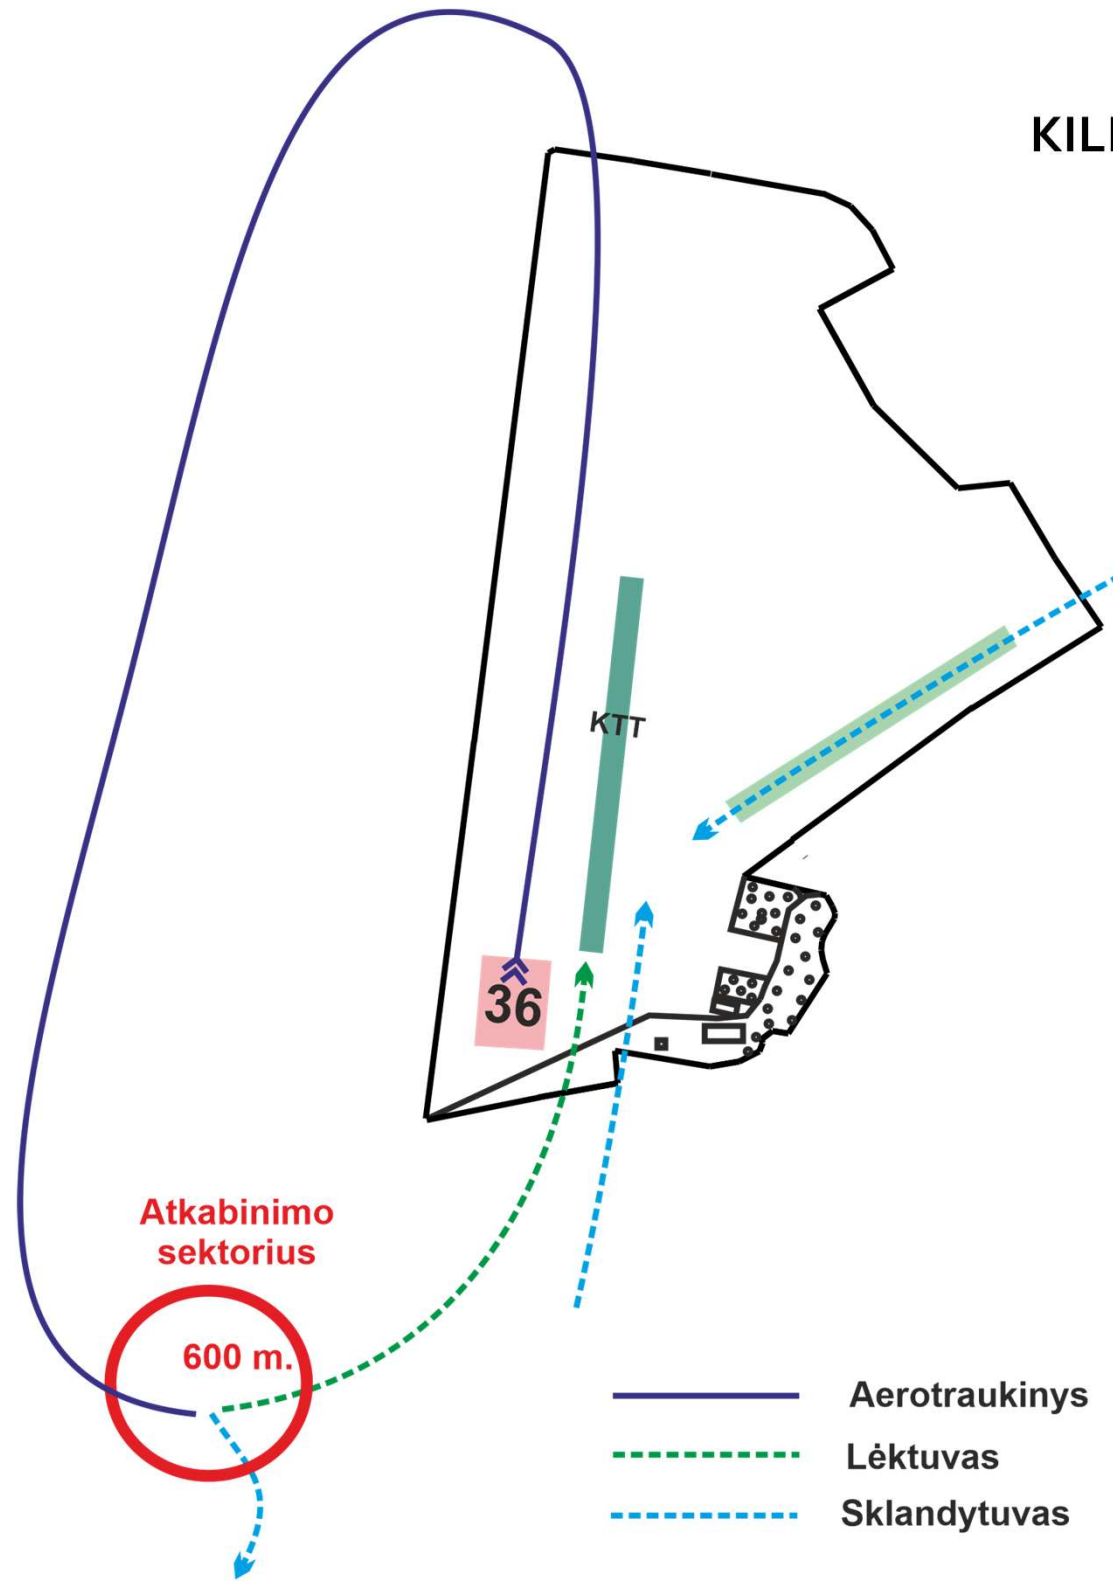 KTT
36
Atkabinimo
sektorius
600 m.
Aerotraukinys
Lėktuvas
Sklandytuvas